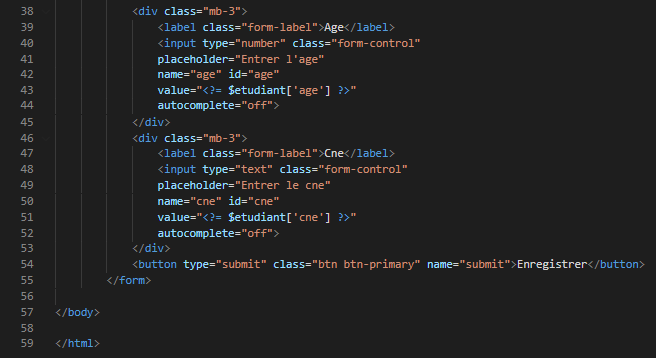 38 <div class="mb-3">
39 <label class="form-label">Age</label>
40 <input type="number" class="form-control"
41 placeholder="Entrer l'age"
42 name="age" id="age"
43 value="<?= $etudiant['age'] ?>"
44 autocomplete="off">
45 </div>
46 <div class="mb-3">
47 <label class="form-label">Cne</label>
48 <input type="text" class="form-control"
49 placeholder="Entrer le cne"
50 name="cne" id="cne"
51 value="<?= $etudiant['cne'] ?>"
52 autocomplete="off">
53 </div>
54 <button type="submit" class="btn btn-primary" name="submit">Enregistrer</button>
55 </form>
56
57 </body>
58
59 </html>